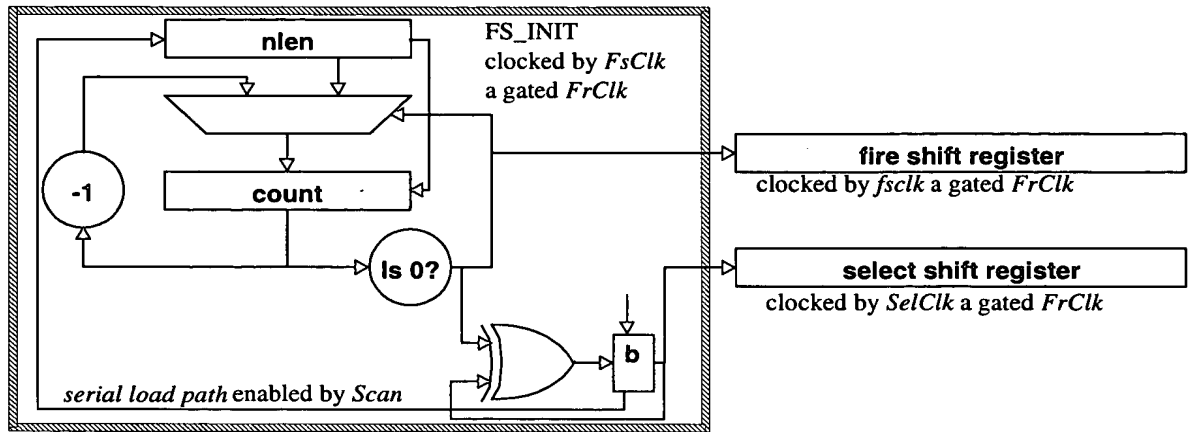 nlen
FS_INIT
clocked by FsClk
a gated FrClk
-1
count
Is 0?
b
serial load path enabled by Scan
fire shift register
clocked by fsclk a gated FrClk
select shift register
clocked by SelClk a gated FrClk